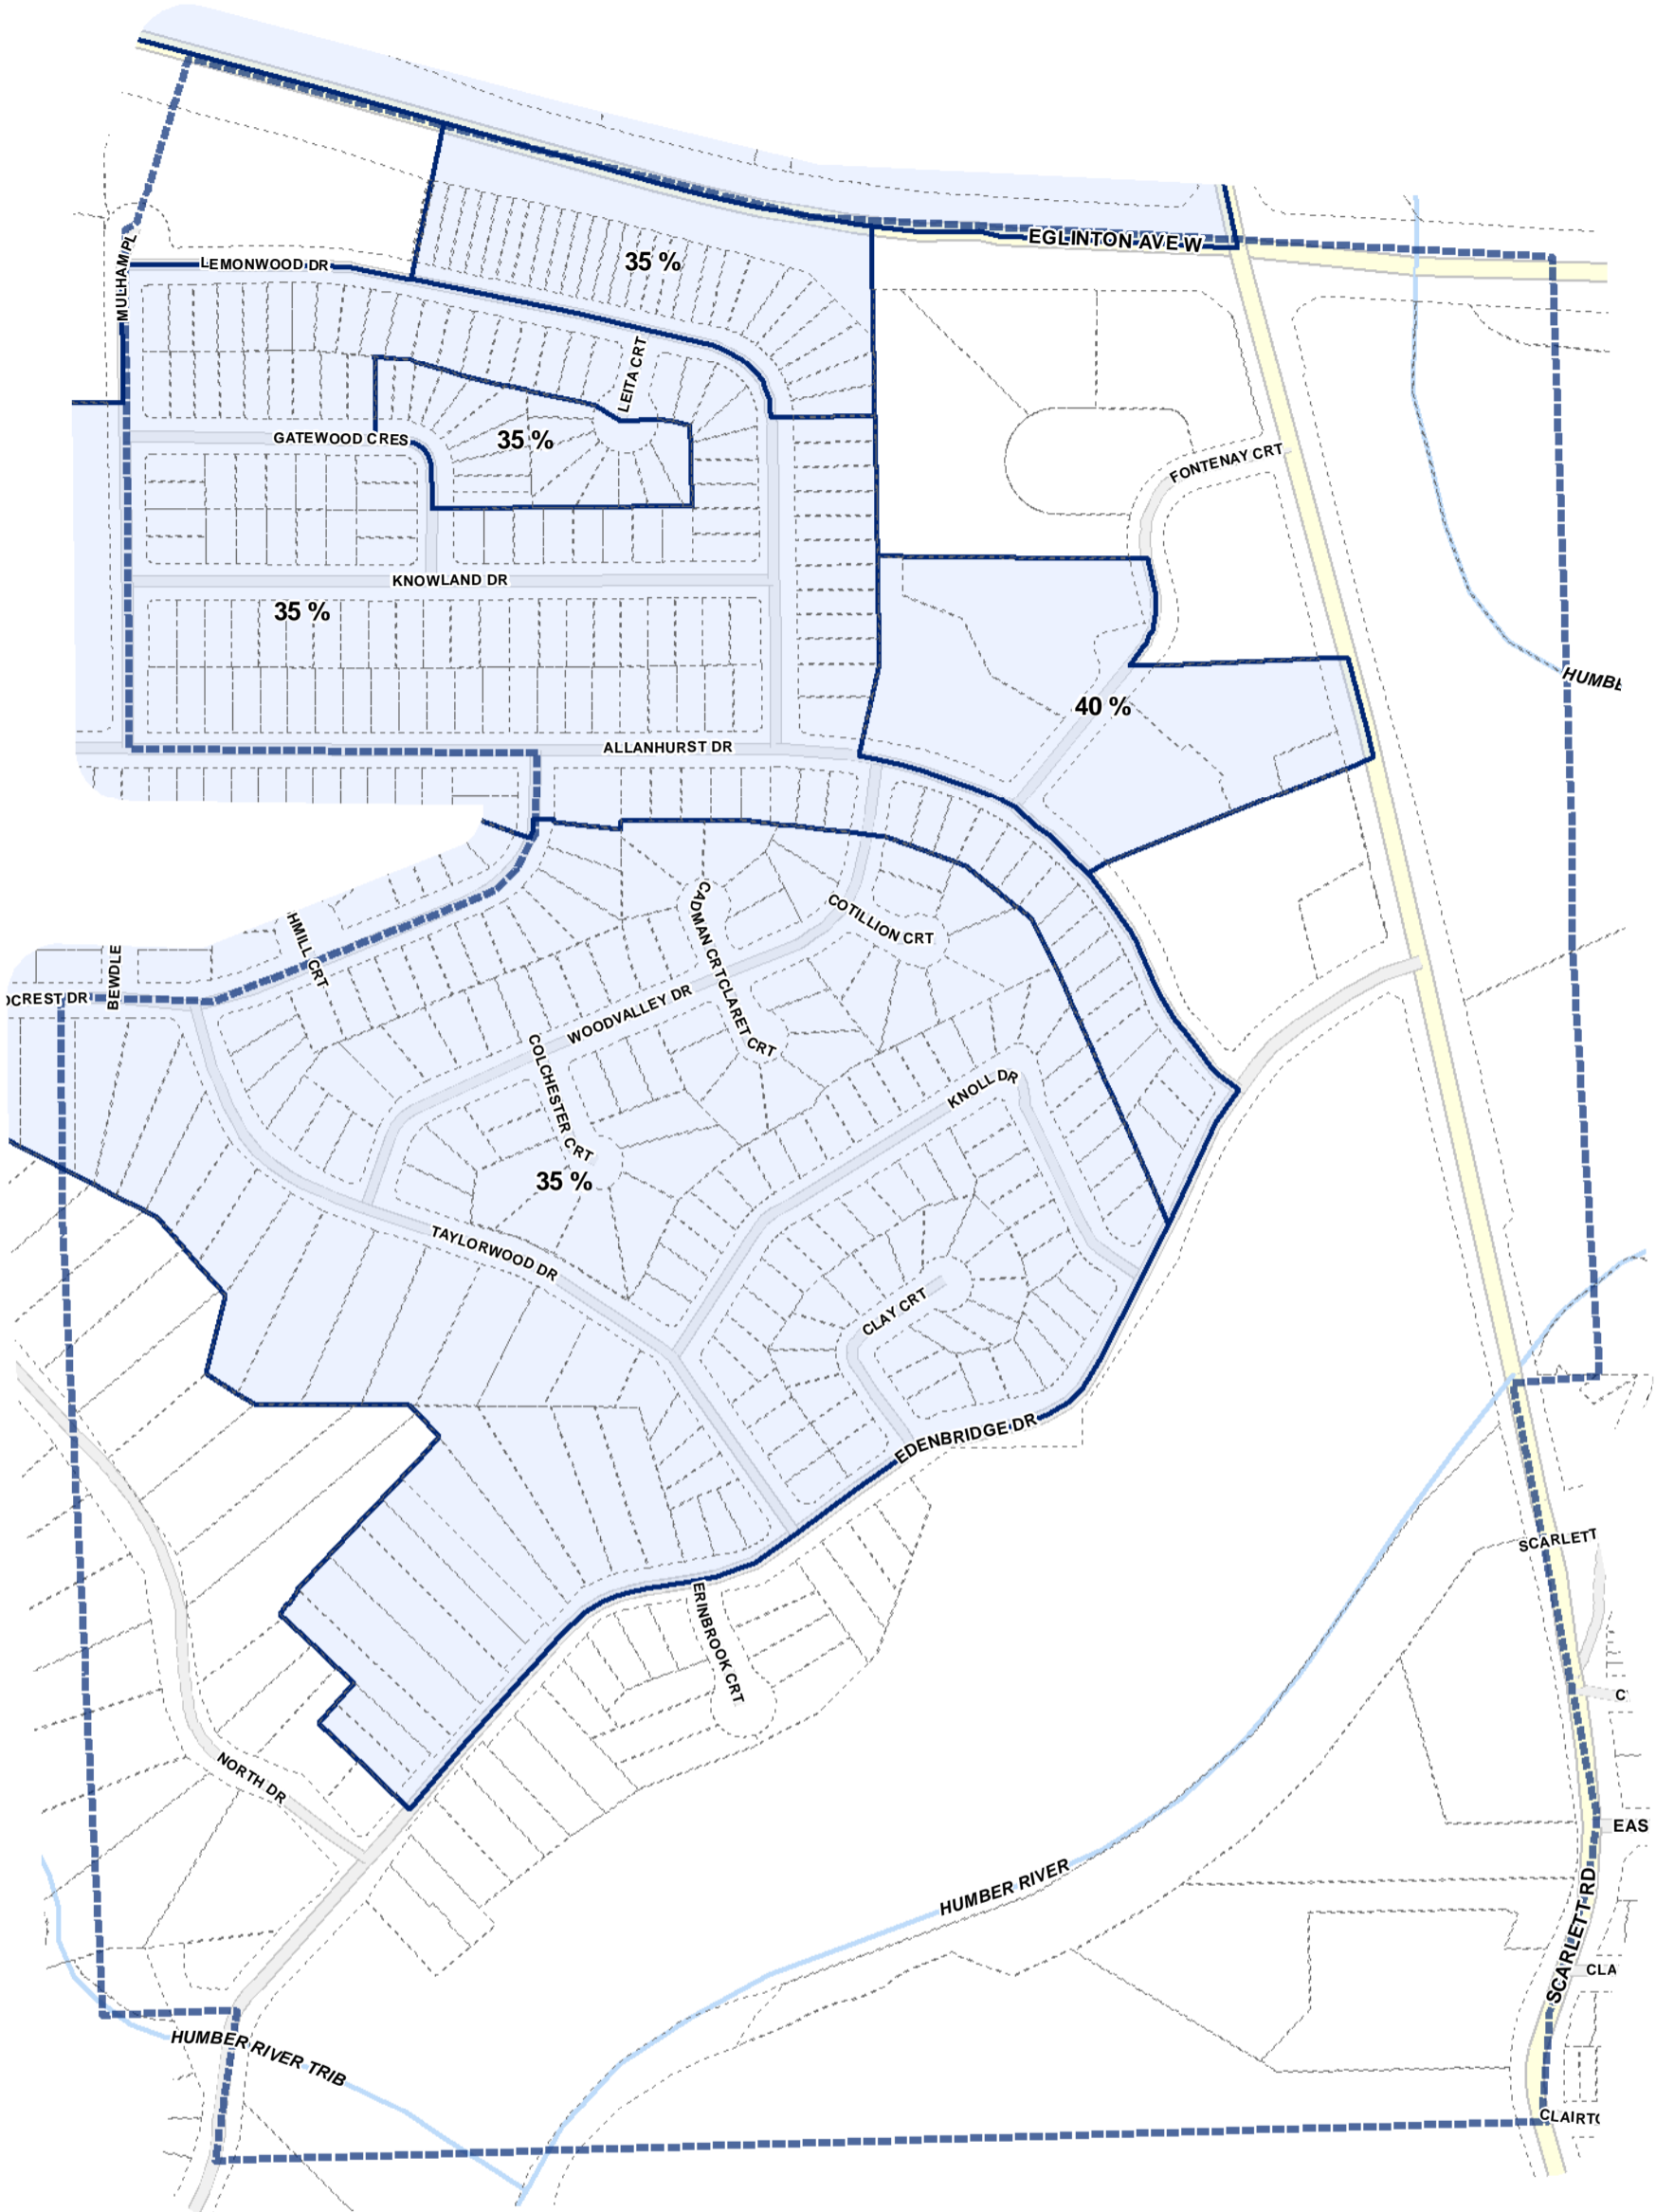 EGLINTON AVE W
MULHAM PL
LEMONWOOD DR
35 %
LEITA CRT
GATEWOOD CRES
35 %
FONTENAY CRT
KNOWLAND DR
35 %
HUMBE
40 %
ALLANHURST DR
CADMAN CRT
COTILLION CRT
HMILL CRT
BEWDLE
OCREST DR
WOODVALLEY DR
CLARET CRT
COLCHESTER CRT
KNOLL DR
35 %
TAYLORWOOD DR
CLAY CRT
EDENBRIDGE DR
SCARLETT
ERINBROOK CRT
C
NORTH DR
EAS
HUMBER RIVER
SCARLETT RD
CLA
HUMBER RIVER TRIB
CLAIRTO